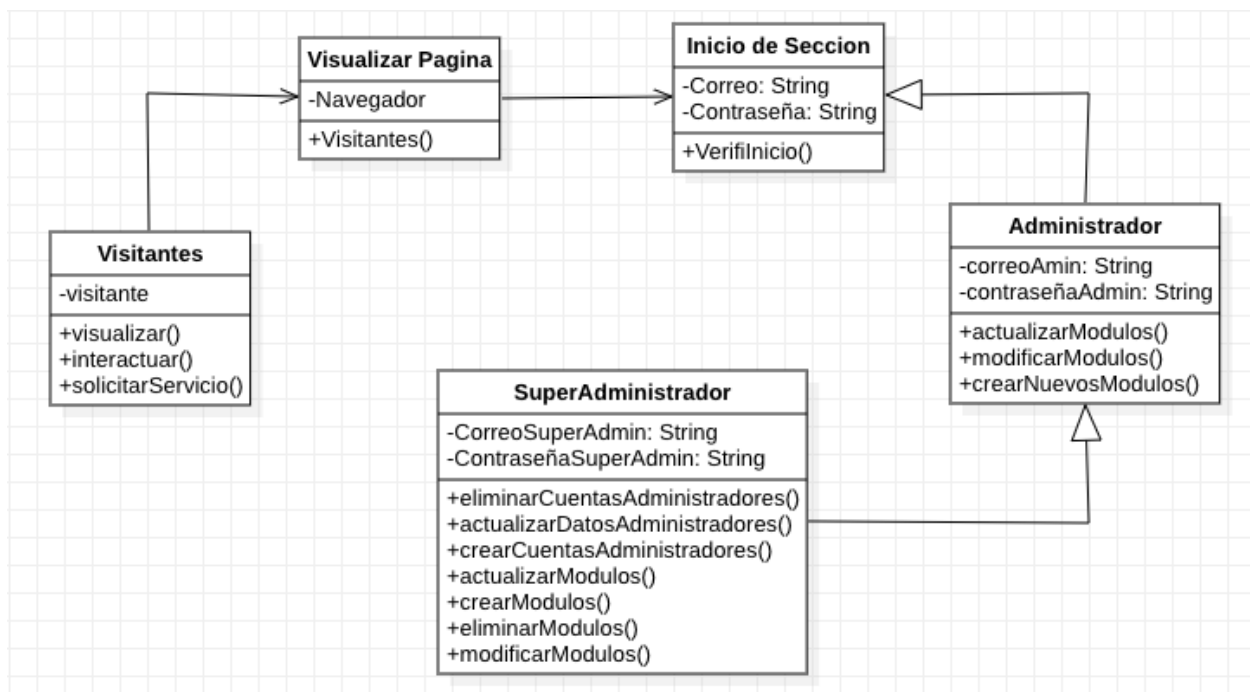 Visualizar Pagina
-Navegador
+Visitantes()
Inicio de Seccion
-Correo: String
-Contraseña: String
+VerifiInicio()
Visitantes
-visitante
+visualizar()
+interactuar()
+solicitarServicio()
Administrador
-correoAmin: String
-contraseñaAdmin: String
+actualizarModulos()
+modificarModulos()
+crearNuevosModulos()
SuperAdministrador
-CorreoSuperAdmin: String
-ContraseñaSuperAdmin: String
+eliminarCuentasAdministradores()
+actualizarDatosAdministradores()
+crearCuentasAdministradores()
+actualizarModulos()
+crearModulos()
+eliminarModulos()
+modificarModulos()